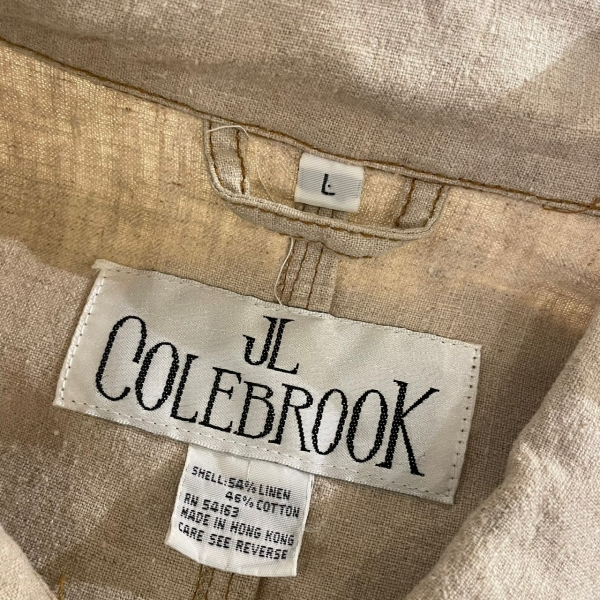 L
JL
COLEBROOK
SHELL: 54% LINEN
46% COTTON
RN 54163
MADE IN HONG KONG
CARE SEE REVERSE